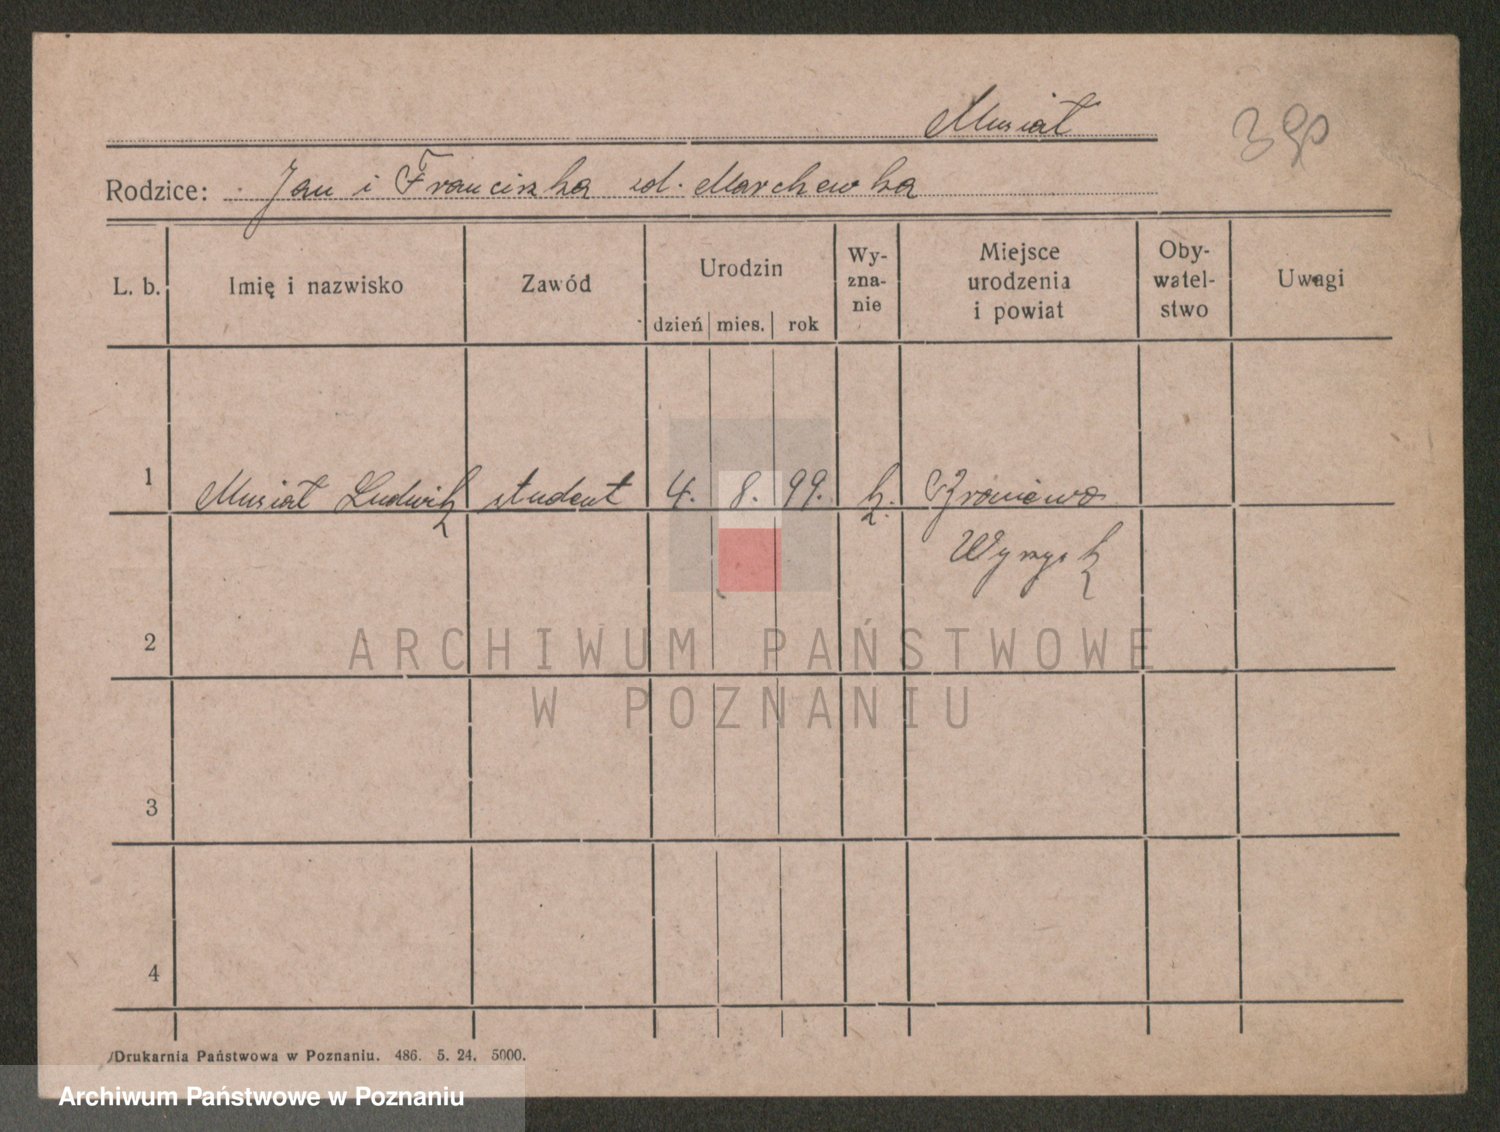 Musiał
Rodzice: Jan i Franciszka zd. Marchewka
L. b. Imię i nazwisko Zawód Urodzin Wy-zna-nie Miejsce urodzenia i powiat Oby-watel-stwo Uwagi
dzień mies. rok
1 Musiał Ludwik student 4. 8. 99. k.
Wyrzysk
2
ARCHIWUM PAŃSTWOWE
W POZNANIU
3
4
Drukarnia Państwowa w Poznaniu. 486. 5. 24. 5000.
Archiwum Państwowe w Poznaniu